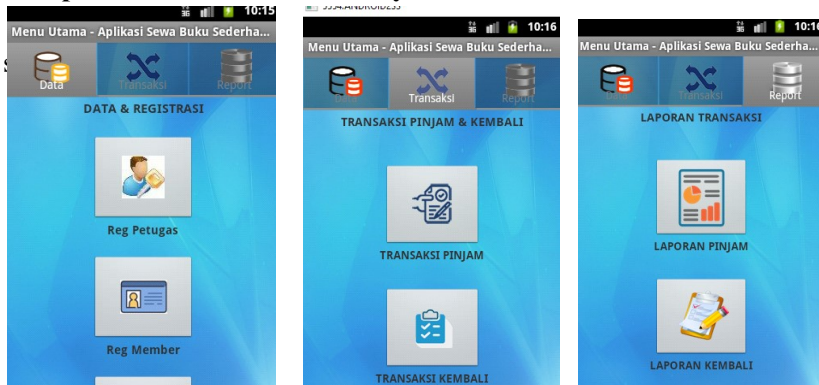 10:15
Menu Utama - Aplikasi Sewa Buku Sederha...
Data
Transaksi
Report
DATA & REGISTRASI
Reg Petugas
Reg Member
5554:ANDROID233
10:16
Menu Utama - Aplikasi Sewa Buku Sederha...
Data
Transaksi
Report
TRANSAKSI PINJAM & KEMBALI
TRANSAKSI PINJAM
TRANSAKSI KEMBALI
10:16
Menu Utama - Aplikasi Sewa Buku Sederha...
Data
Transaksi
Report
LAPORAN TRANSAKSI
LAPORAN PINJAM
LAPORAN KEMBALI